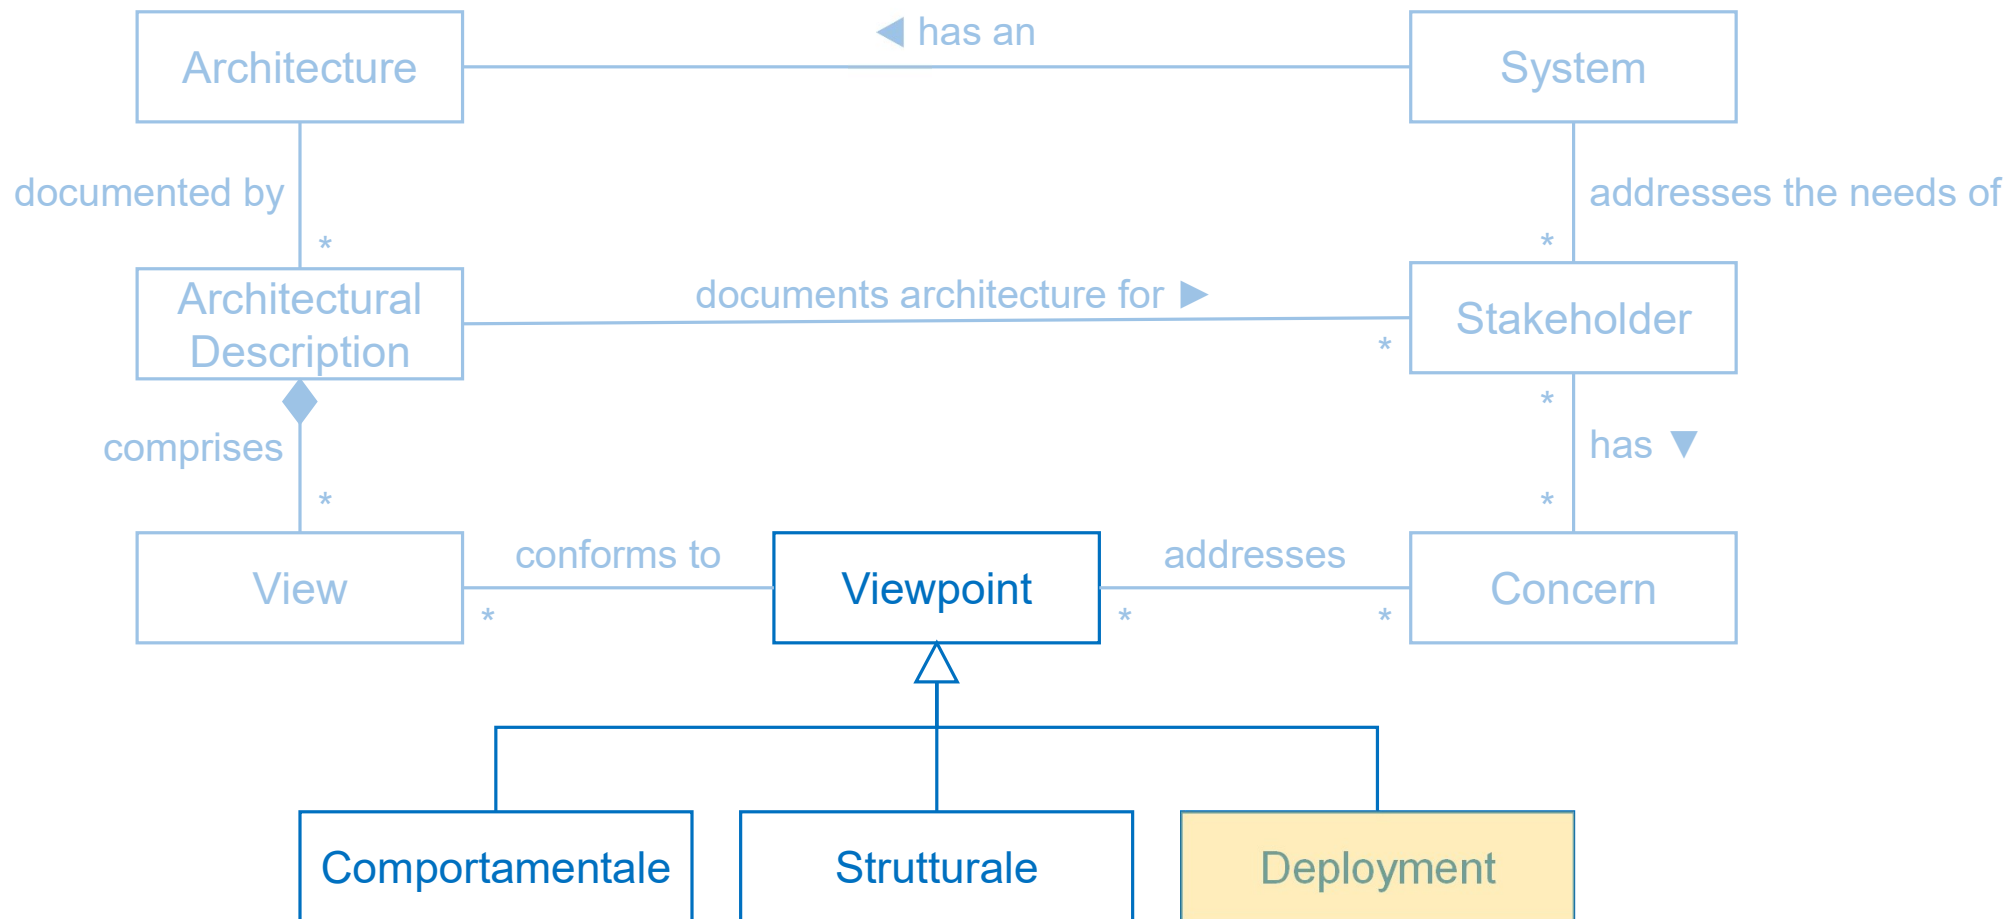 ◄ has an
Architecture
System
documented by
addresses the needs of
*
*
Architectural
Description
documents architecture for ►
Stakeholder
*
*
comprises
has ▼
*
*
View
conforms to
Viewpoint
addresses
Concern
*
*
*
Comportamentale
Strutturale
Deployment